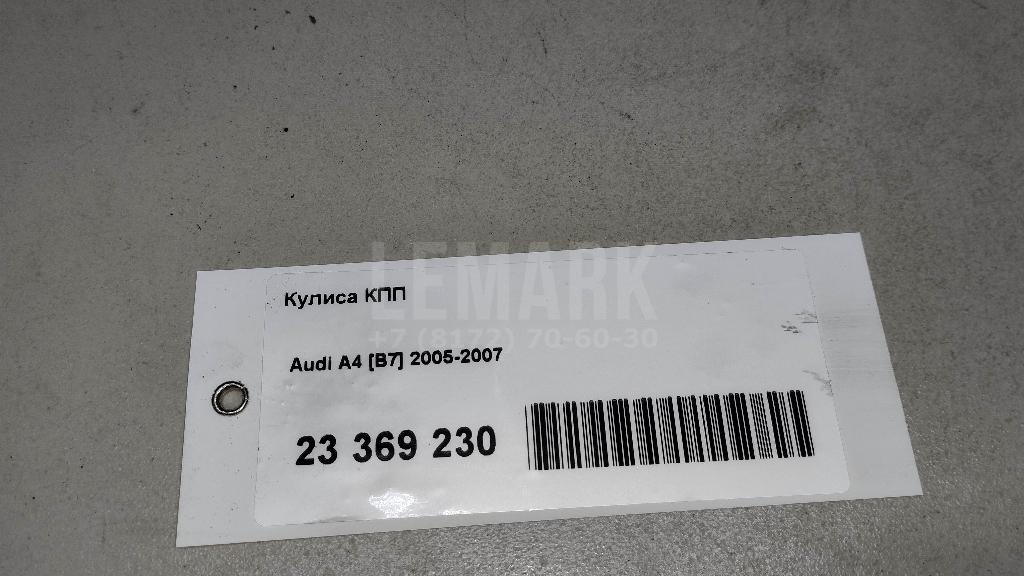 LEMARK
+7 (8172) 70-60-30
Кулиса КПП
Audi A4 [B7] 2005-2007
23 369 230